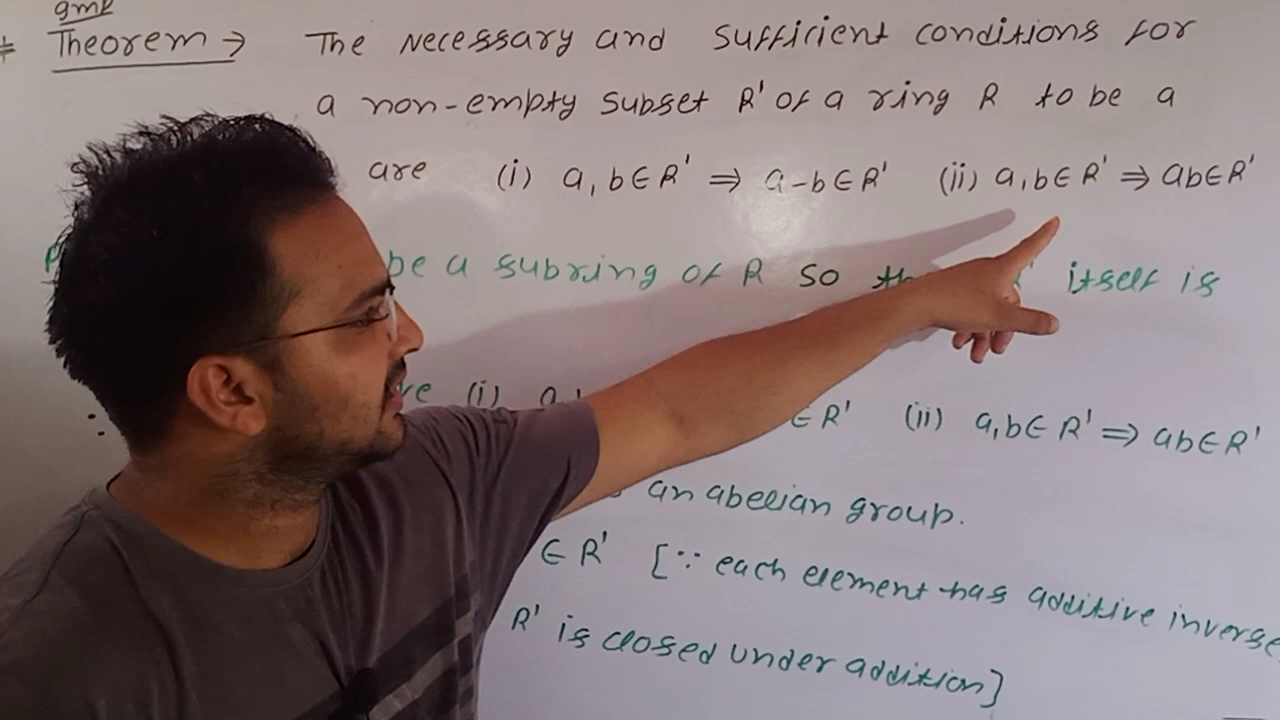 gmp
* Theorem → The Necessary and sufficient conditions for
a non-empty subset R' of a ring R to be a
are (i) a, b ∈ R' ⇒ a-b ∈ R' (ii) a, b ∈ R' ⇒ ab ∈ R'
be a subring of R so itself is
(i) ∈ R' (ii) a, b ∈ R' ⇒ ab ∈ R'
an abelian group.
∈ R' [∵ each element has additive inverse
R' is closed under addition]